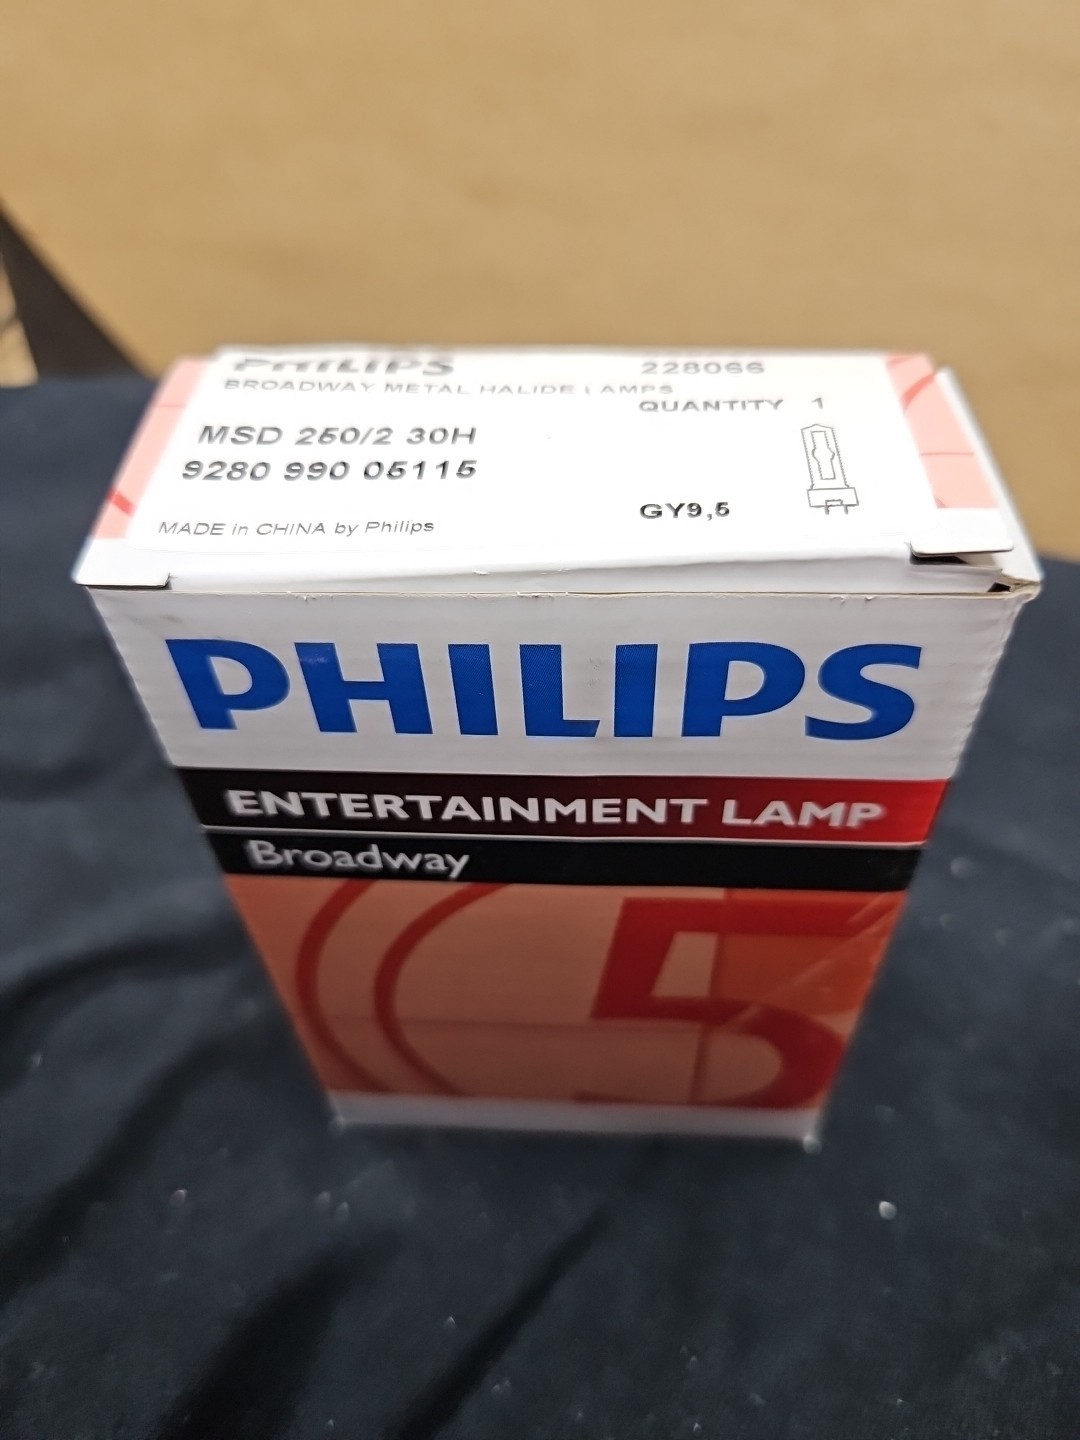 PHILIPS 228066
BROADWAY METAL HALIDE LAMPS
QUANTITY 1
MSD 250/2 30H
9280 990 05115
GY9,5
MADE in CHINA by Philips
PHILIPS
ENTERTAINMENT LAMP
Broadway
5